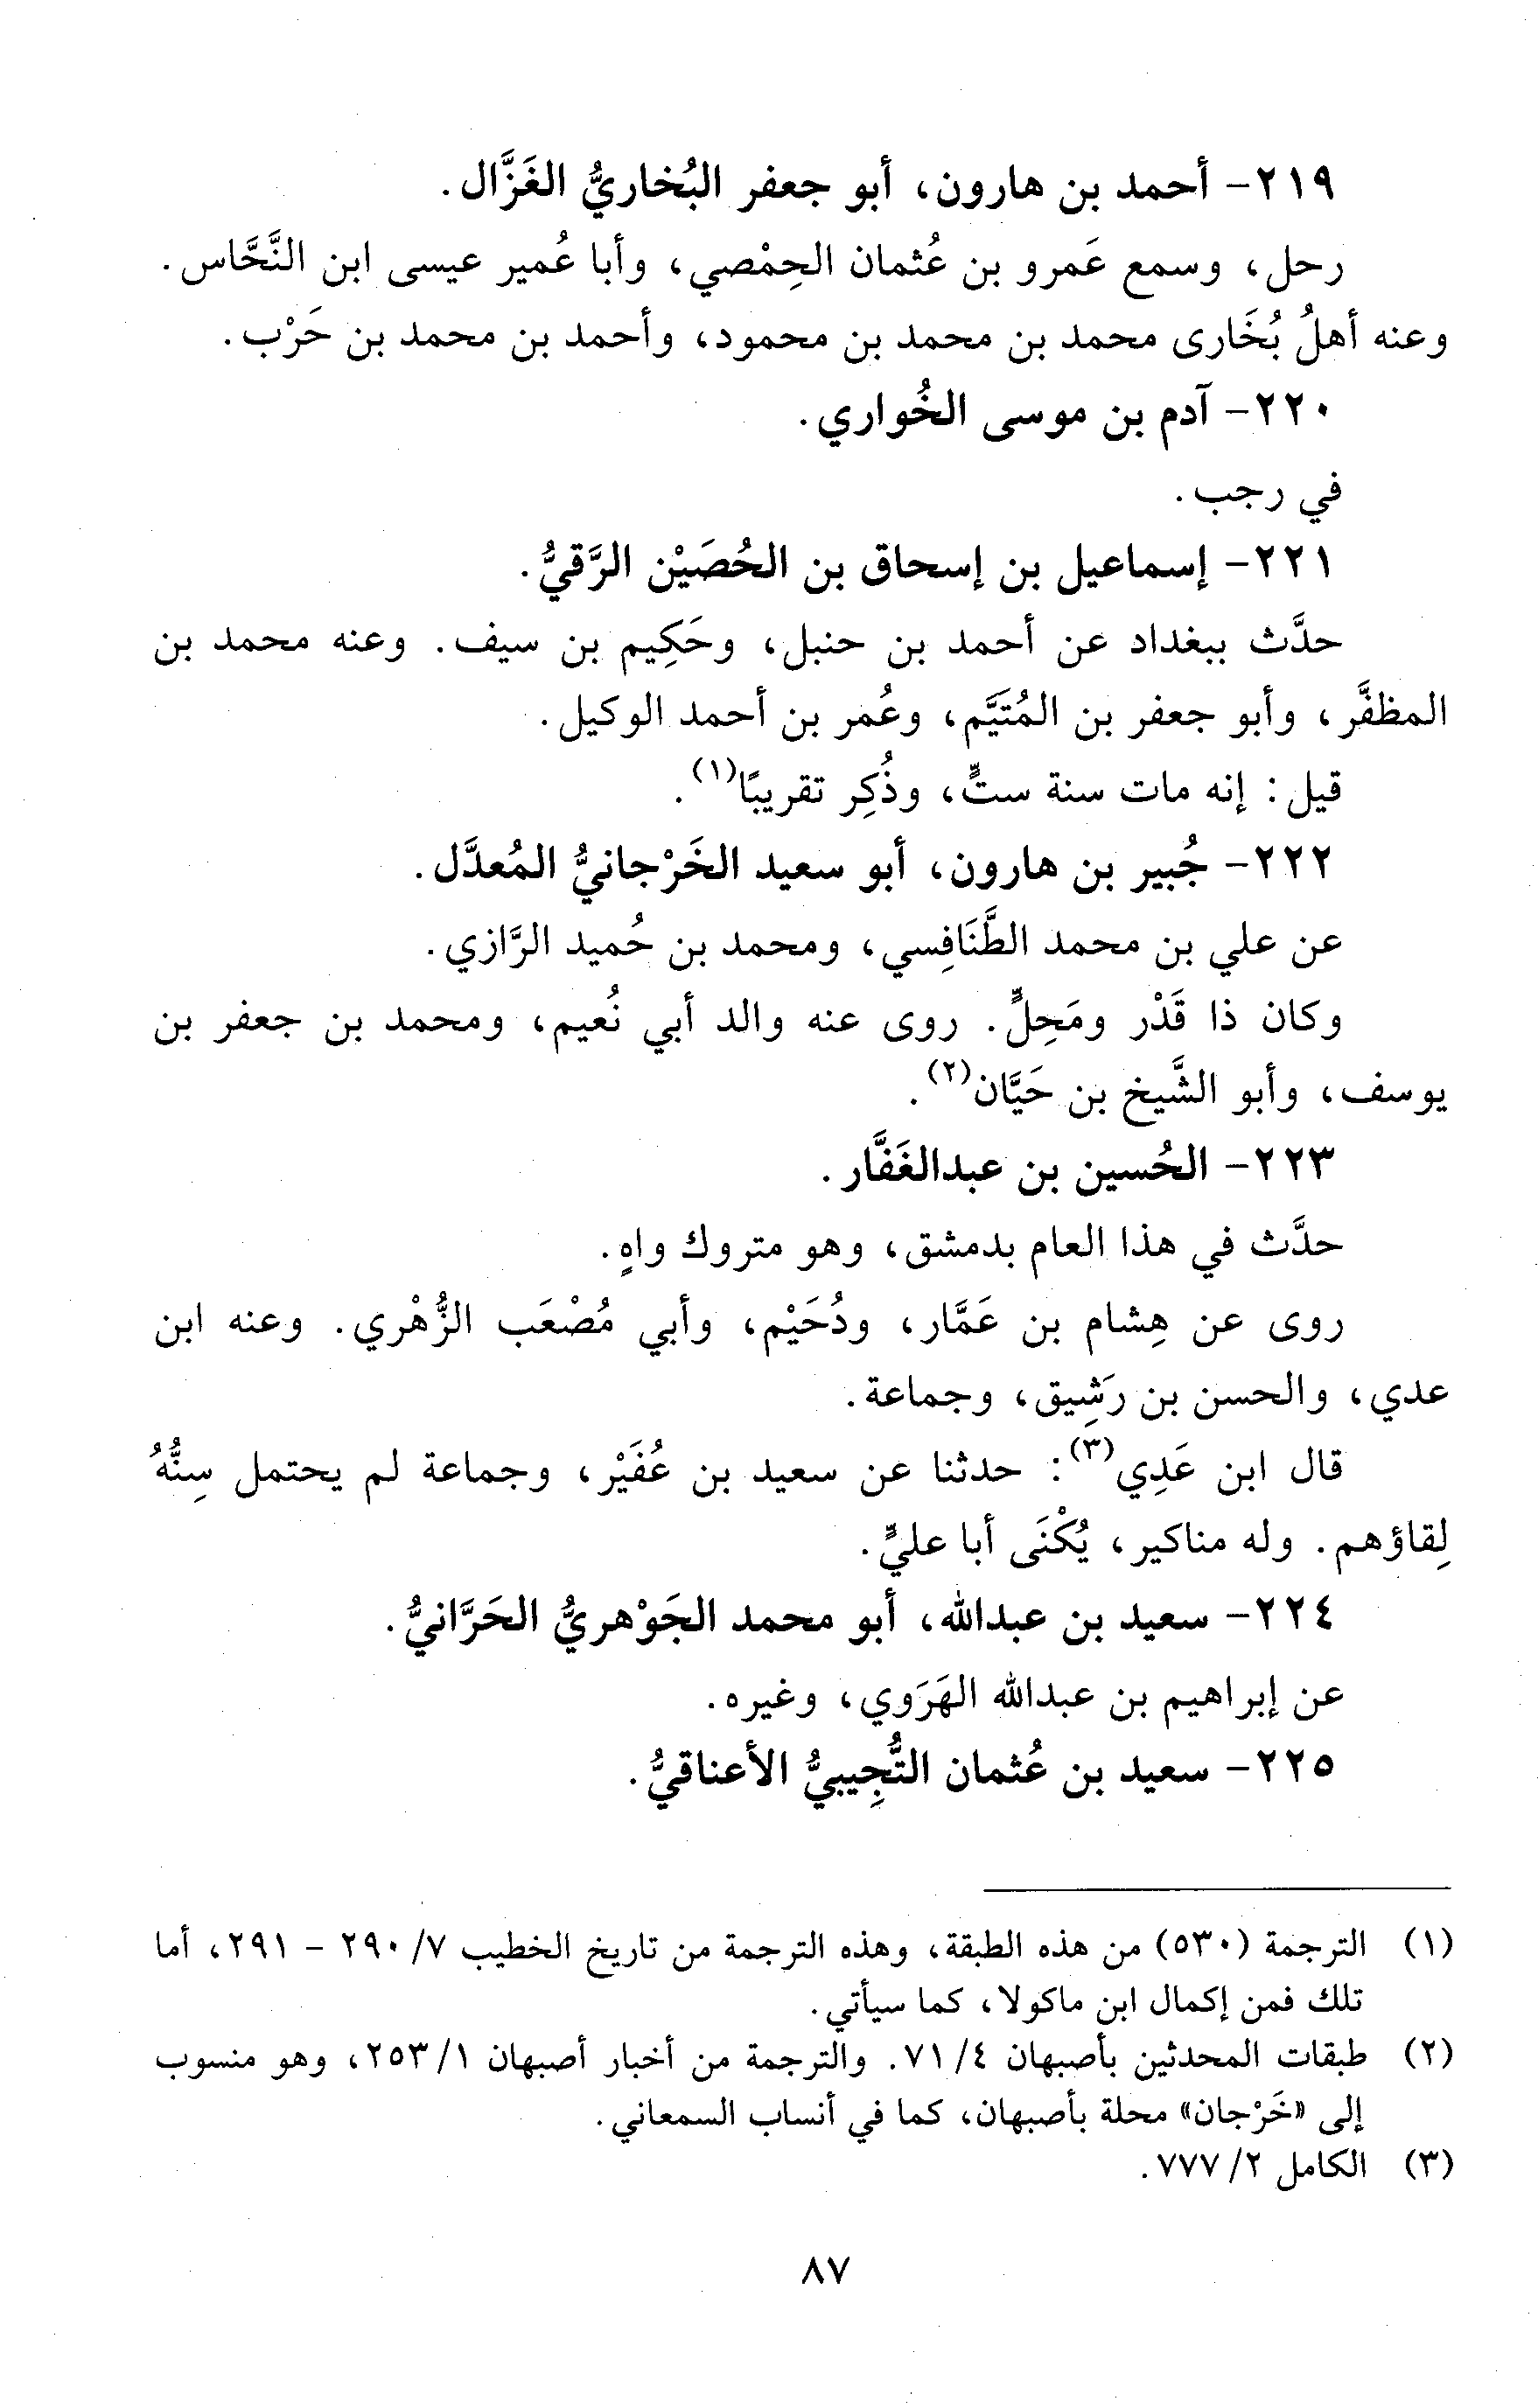 ٢١٩- أحمد بن هارون، أبو جعفر البُخاريُّ الغَزَّال.
رحل، وسمع عَمرو بن عُثمان الحِمْصي، وأبا عُمير عيسى ابن النَّحَّاس.
وعنه أهلُ بُخَارى محمد بن محمد بن محمود، وأحمد بن محمد بن حَرْب.
٢٢٠- آدم بن موسى الخُواري.
في رجب.
٢٢١- إسماعيل بن إسحاق بن الحُصَيْن الرَّقيُّ.
حدَّث ببغداد عن أحمد بن حنبل، وحَكِيم بن سيف. وعنه محمد بن
المظفَّر، وأبو جعفر بن المُتَيَّم، وعُمر بن أحمد الوكيل.
قيل: إنه مات سنة ستٍّ، وذُكِر تقريبًا(١).
٢٢٢- جُبير بن هارون، أبو سعيد الخَرْجانيُّ المُعدَّل.
عن علي بن محمد الطَّنَافِسي، ومحمد بن حُميد الرَّازي.
وكان ذا قَدْر ومَحِلٍّ. روى عنه والد أبي نُعيم، ومحمد بن جعفر بن
يوسف، وأبو الشَّيخ بن حَيَّان(٢).
٢٢٣- الحُسين بن عبدالغَفَّار.
حدَّث في هذا العام بدمشق، وهو متروك واهٍ.
روى عن هِشام بن عَمَّار، ودُحَيْم، وأبي مُصْعَب الزُّهْري. وعنه ابن
عدي، والحسن بن رَشِيق، وجماعة.
قال ابن عَدِي(٣): حدثنا عن سعيد بن عُفَيْر، وجماعة لم يحتمل سِنُّهُ
لِقاؤهم. وله مناكير، يُكْنَى أبا عليٍّ.
٢٢٤- سعيد بن عبدالله، أبو محمد الجَوْهريُّ الحَرَّانيُّ.
عن إبراهيم بن عبدالله الهَرَوي، وغيره.
٢٢٥- سعيد بن عُثمان التُّجِيبيُّ الأعناقيُّ.
(١) الترجمة (٥٣٠) من هذه الطبقة، وهذه الترجمة من تاريخ الخطيب ٧/ ٢٩٠ - ٢٩١، أما
تلك فمن إكمال ابن ماكولا، كما سيأتي.
(٢) طبقات المحدثين بأصبهان ٤/ ٧١. والترجمة من أخبار أصبهان ١/ ٢٥٣، وهو منسوب
إلى «خَرْجان» محلة بأصبهان، كما في أنساب السمعاني.
(٣) الكامل ٢/ ٧٧٧.
٨٧